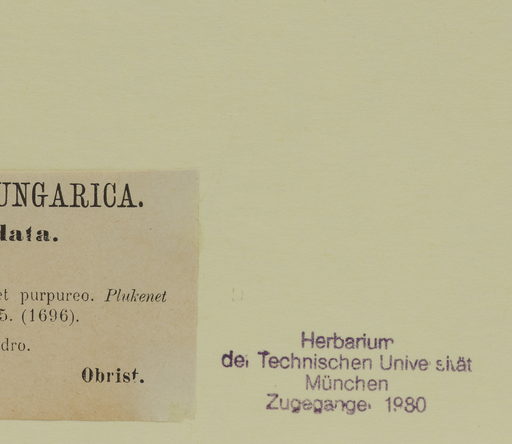 UNGARICA.
data.
et purpureo. Plukenet
5. (1696).
dro.
Obrist.
Herbarium
der Technischen Universität
München
Zugegangen 1980